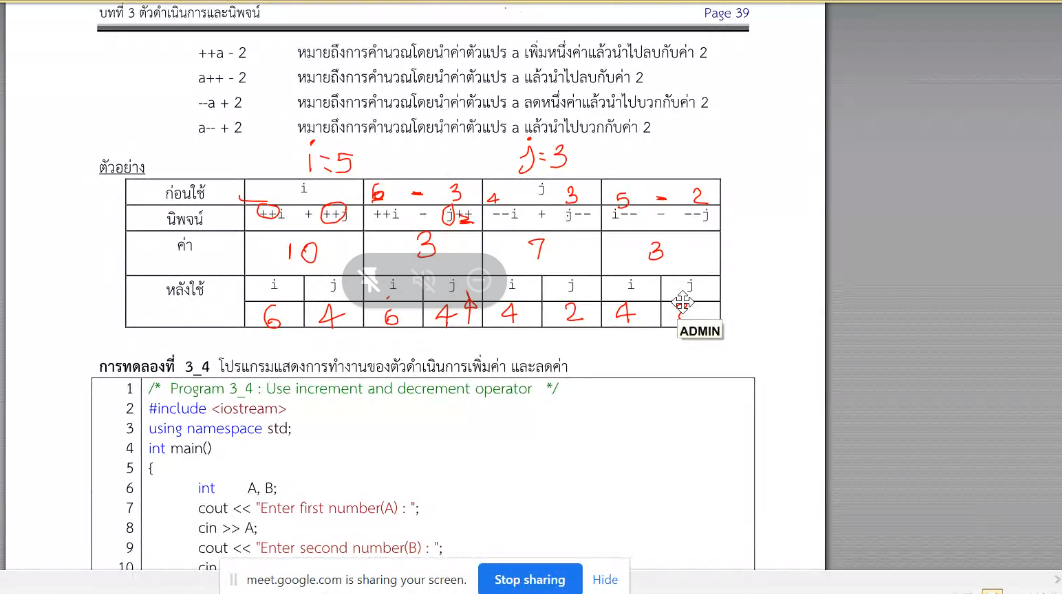 บทที่ 3 ตัวดำเนินการและนิพจน์ Page 39
++a - 2 หมายถึงการคำนวณโดยนำค่าตัวแปร a เพิ่มหนึ่งค่าแล้วนำไปลบกับค่า 2
a++ - 2 หมายถึงการคำนวณโดยนำค่าตัวแปร a แล้วนำไปลบกับค่า 2
--a + 2 หมายถึงการคำนวณโดยนำค่าตัวแปร a ลดหนึ่งค่าแล้วนำไปบวกกับค่า 2
a-- + 2 หมายถึงการคำนวณโดยนำค่าตัวแปร a แล้วนำไปบวกกับค่า 2
ตัวอย่าง i=5 j=3
ก่อนใช้ i 6 - 3 4 j 3 5 - 2
นิพจน์ ++i + ++j ++i - j++ --i + j-- i-- - --j
ค่า 10 3 7 3
หลังใช้ i j i j i j i j
6 4 6 4 4 2 4
ADMIN
การทดลองที่ 3_4 โปรแกรมแสดงการทำงานของตัวดำเนินการเพิ่มค่า และลดค่า
1 /* Program 3_4 : Use increment and decrement operator */
2 #include <iostream>
3 using namespace std;
4 int main()
5 {
6 int A, B;
7 cout << "Enter first number(A) : ";
8 cin >> A;
9 cout << "Enter second number(B) : ";
10 cin
meet.google.com is sharing your screen. Stop sharing Hide